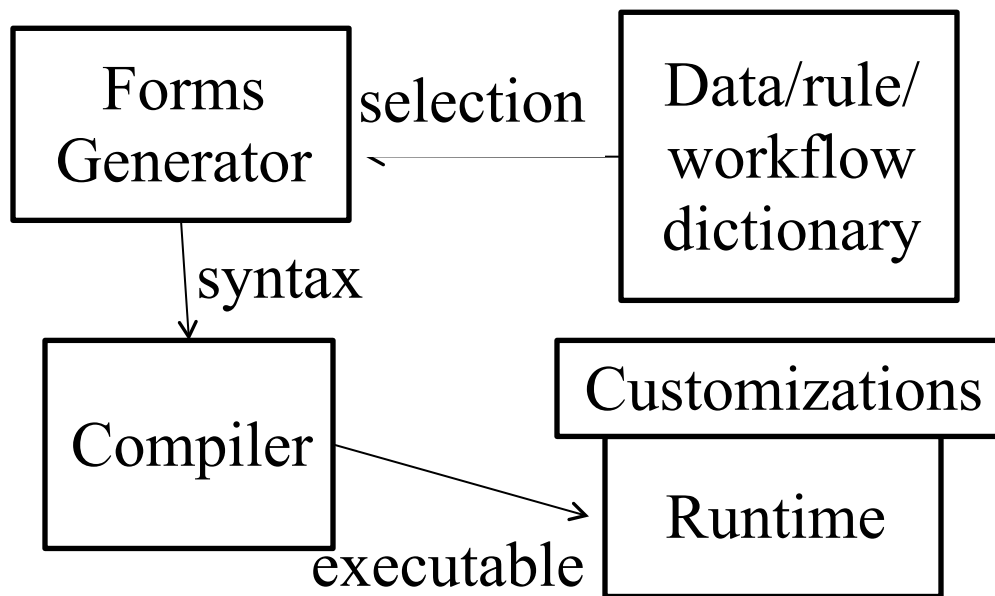 Forms
Generator
selection
Data/rule/
workflow
dictionary
syntax
Compiler
Customizations
Runtime
executable